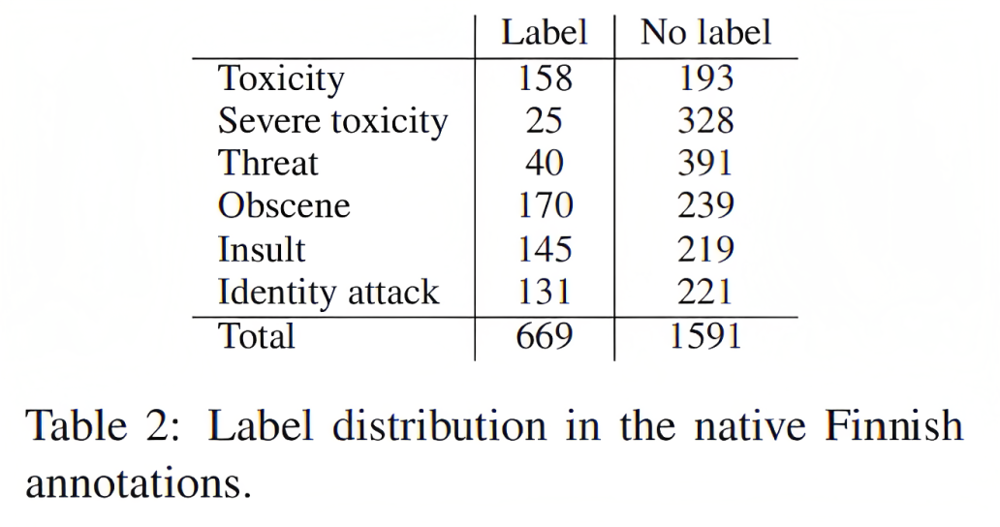 Label No label
Toxicity 158 193
Severe toxicity 25 328
Threat 40 391
Obscene 170 239
Insult 145 219
Identity attack 131 221
Total 669 1591
Table 2: Label distribution in the native Finnish
annotations.